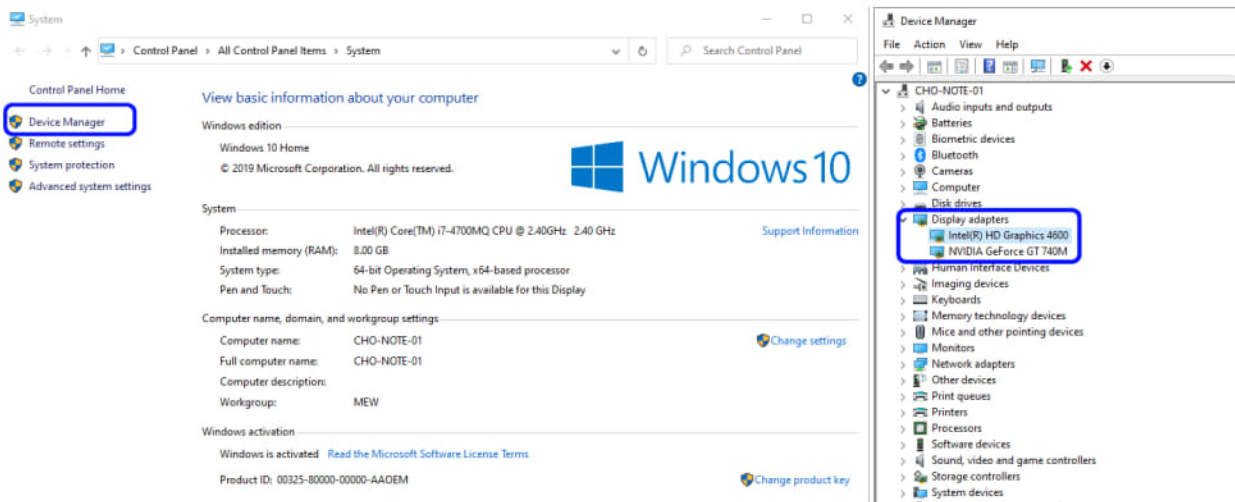 System
Control Panel › All Control Panel Items › System
Search Control Panel
Control Panel Home
Device Manager
Remote settings
System protection
Advanced system settings
View basic information about your computer
Windows edition
Windows 10 Home
© 2019 Microsoft Corporation. All rights reserved.
Windows 10
System
Processor: Intel(R) Core(TM) i7-4700MQ CPU @ 2.40GHz 2.40 GHz
Support Information
Installed memory (RAM): 8.00 GB
System type: 64-bit Operating System, x64-based processor
Pen and Touch: No Pen or Touch Input is available for this Display
Computer name, domain, and workgroup settings
Computer name: CHO-NOTE-01
Change settings
Full computer name: CHO-NOTE-01
Computer description:
Workgroup: MEW
Windows activation
Windows is activated Read the Microsoft Software License Terms
Product ID: 00325-80000-00000-AAOEM
Change product key
Device Manager
File Action View Help
CHO-NOTE-01
Audio inputs and outputs
Batteries
Biometric devices
Bluetooth
Cameras
Computer
Disk drives
Display adapters
Intel(R) HD Graphics 4600
NVIDIA GeForce GT 740M
Human Interface Devices
Imaging devices
Keyboards
Memory technology devices
Mice and other pointing devices
Monitors
Network adapters
Other devices
Print queues
Printers
Processors
Software devices
Sound, video and game controllers
Storage controllers
System devices